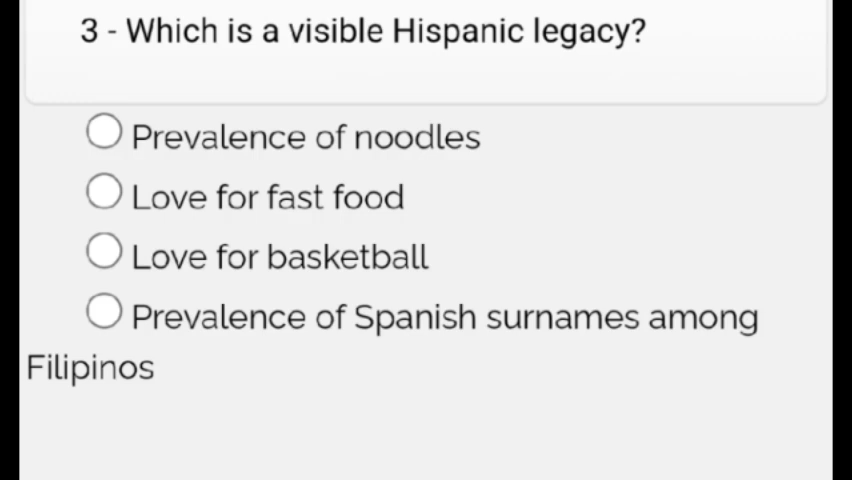 3 - Which is a visible Hispanic legacy?
Prevalence of noodles
Love for fast food
Love for basketball
Prevalence of Spanish surnames among
Filipinos